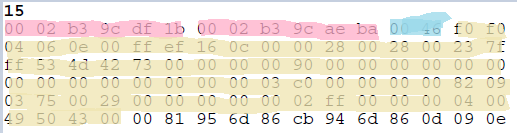 15
00 02 b3 9c df 1b 00 02 b3 9c ae ba 00 46 f0 f0
04 06 0e 00 ff ef 16 0c 00 00 28 00 28 00 23 7f
ff 53 4d 42 73 00 00 00 00 00 90 00 00 00 00 00
00 00 00 00 00 00 00 00 00 03 c0 00 00 00 82 09
03 75 00 29 00 00 00 00 00 02 ff 00 00 00 04 00
49 50 43 00 00 81 95 6d 86 cb 94 6d 86 0d 09 0e